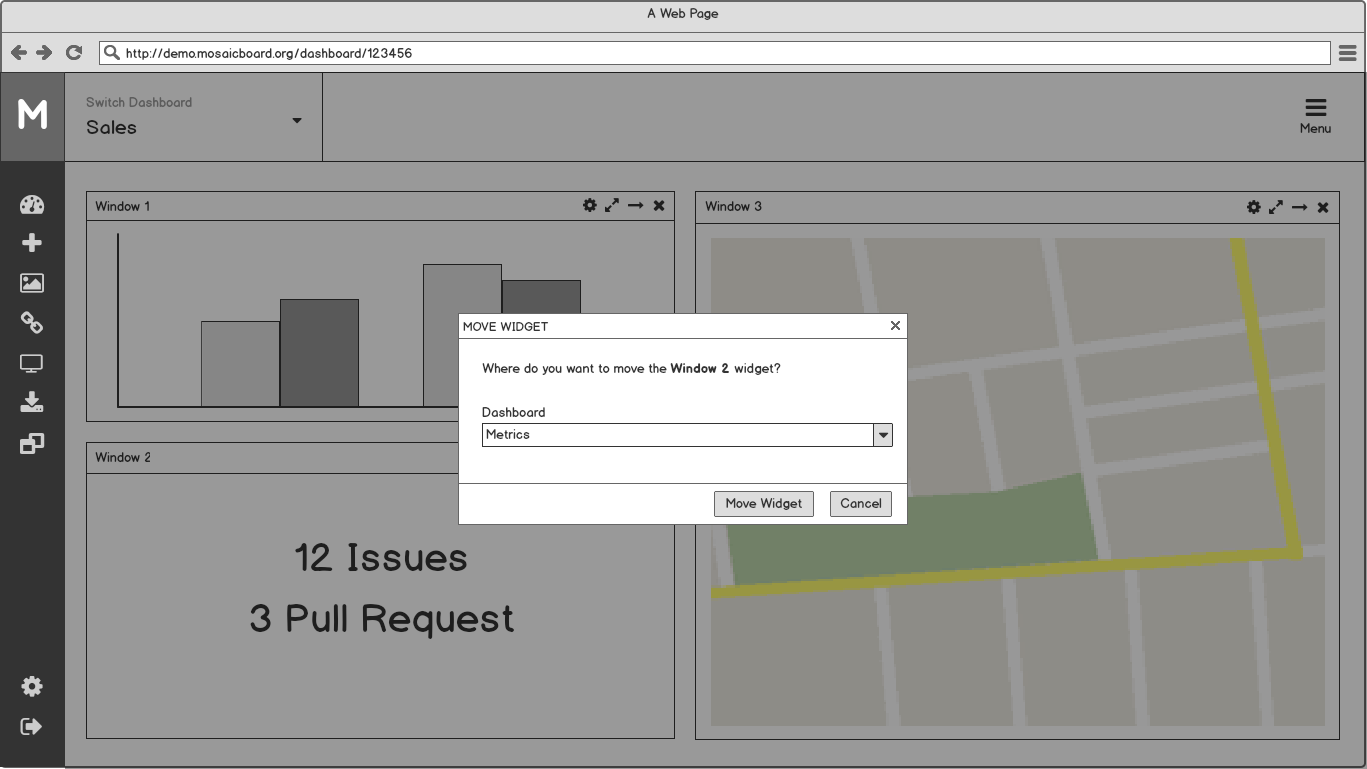 A Web Page
http://demo.mosaicboard.org/dashboard/123456
M
Switch Dashboard
Sales
Menu
Window 1
Window 3
MOVE WIDGET
Where do you want to move the Window 2 widget?
Dashboard
Metrics
Move Widget
Cancel
Window 2
12 Issues
3 Pull Request